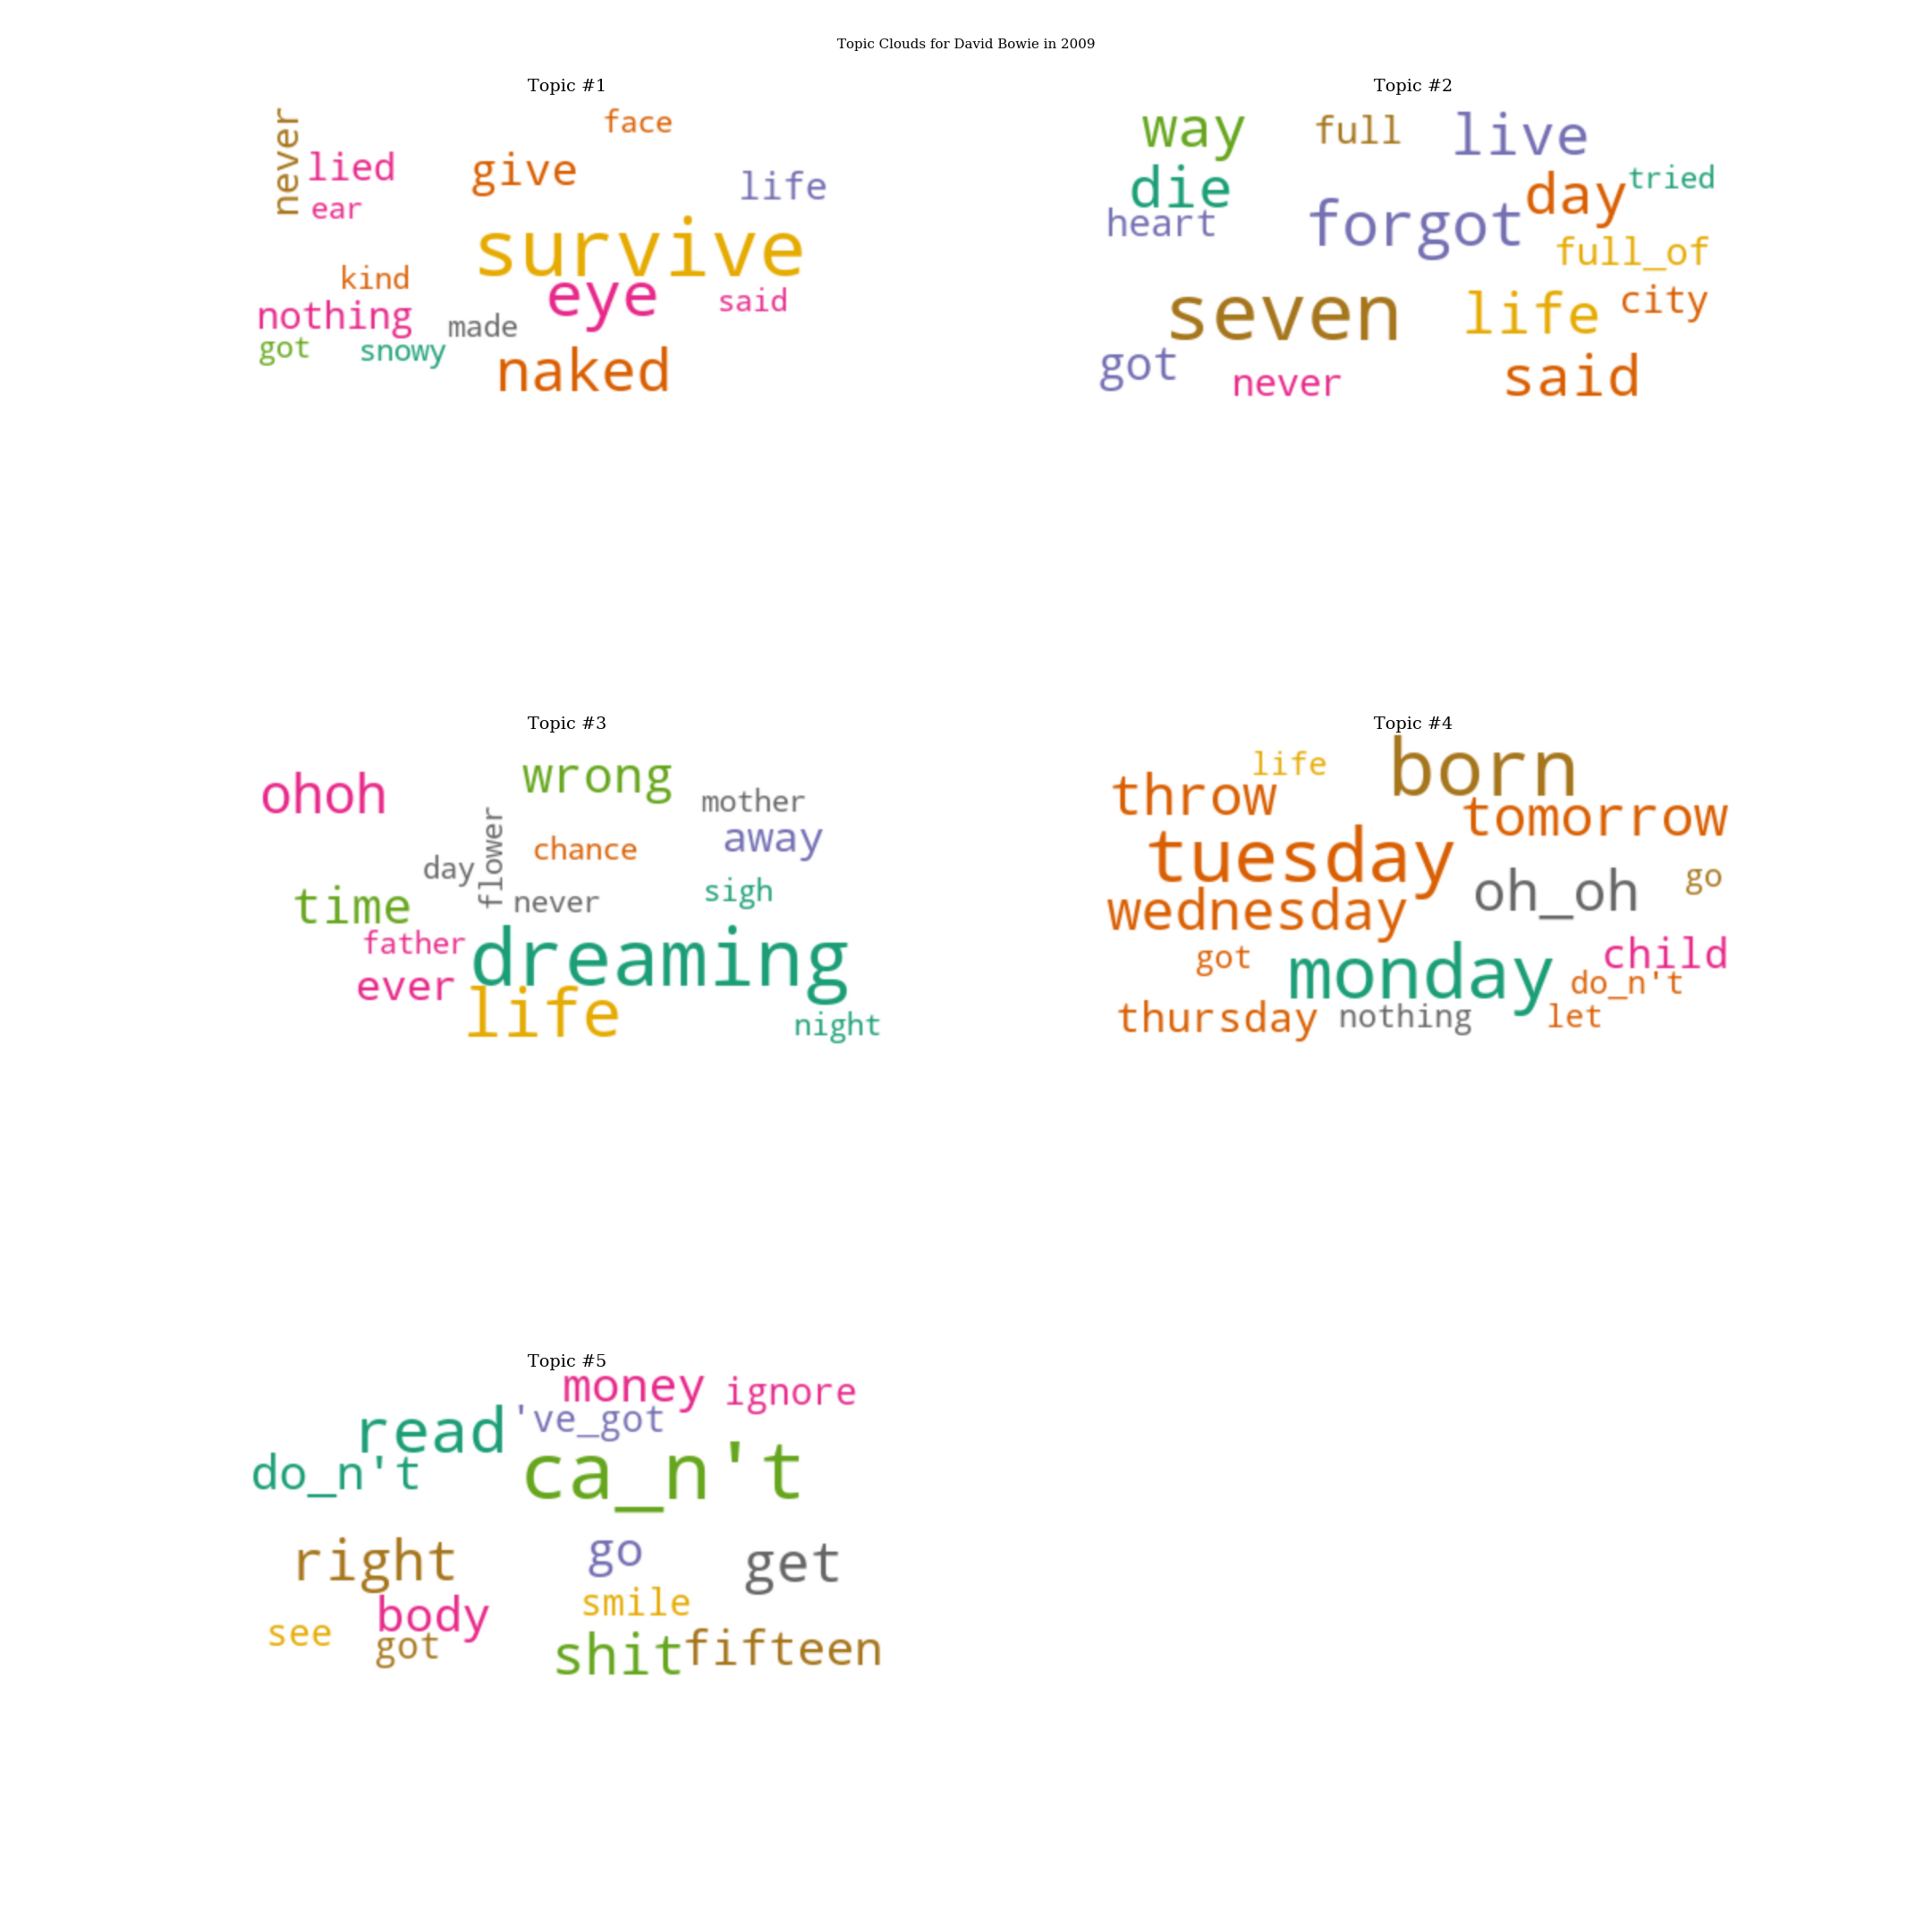 Topic Clouds for David Bowie in 2009
Topic #1
never
face
lied
give
life
ear
survive
kind
eye
said
nothing
made
got
snowy
naked
Topic #2
way
full
live
die
day
tried
heart
forgot
full_of
seven
life
city
got
never
said
Topic #3
ohoh
wrong
mother
flower
chance
away
day
time
never
sigh
father
dreaming
ever
life
night
Topic #4
life
born
throw
tomorrow
tuesday
wednesday
oh_oh
go
got
monday
child
do_n't
thursday
nothing
let
Topic #5
money
ignore
read
've_got
do_n't
ca_n't
right
go
get
smile
body
see
got
shit
fifteen